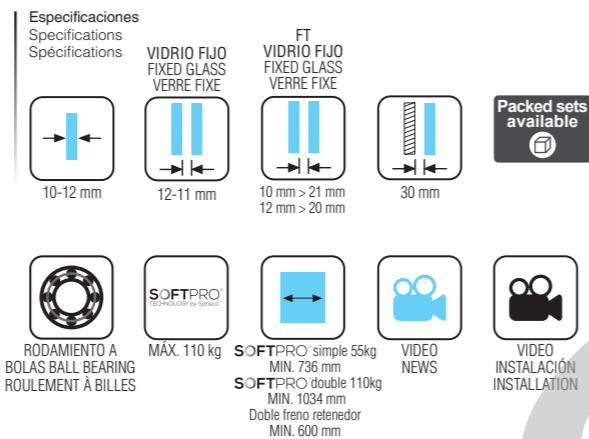 Especificaciones
Specifications
Spécifications
VIDRIO FIJO
FIXED GLASS
VERRE FIXE
FT
VIDRIO FIJO
FIXED GLASS
VERRE FIXE
10-12 mm
12-11 mm
10 mm > 21 mm
12 mm > 20 mm
30 mm
Packed sets
available
RODAMIENTO A
BOLAS BALL BEARING
ROULEMENT À BILLES
SOFTPRO®
TECHNOLOGY by Saheco
MÁX. 110 kg
SOFTPRO® simple 55kg
MIN. 736 mm
SOFTPRO® double 110kg
MIN. 1034 mm
Doble freno retenedor
MIN. 600 mm
VIDEO
NEWS
VIDEO
INSTALACIÓN
INSTALLATION